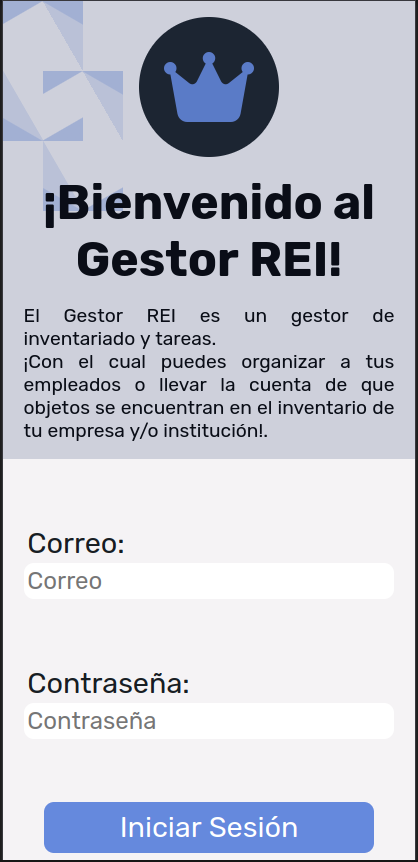 ¡Bienvenido al
Gestor REI!
El Gestor REI es un gestor de
inventariado y tareas.
¡Con el cual puedes organizar a tus
empleados o llevar la cuenta de que
objetos se encuentran en el inventario de
tu empresa y/o institución!.
Correo:
Correo
Contraseña:
Contraseña
Iniciar Sesión